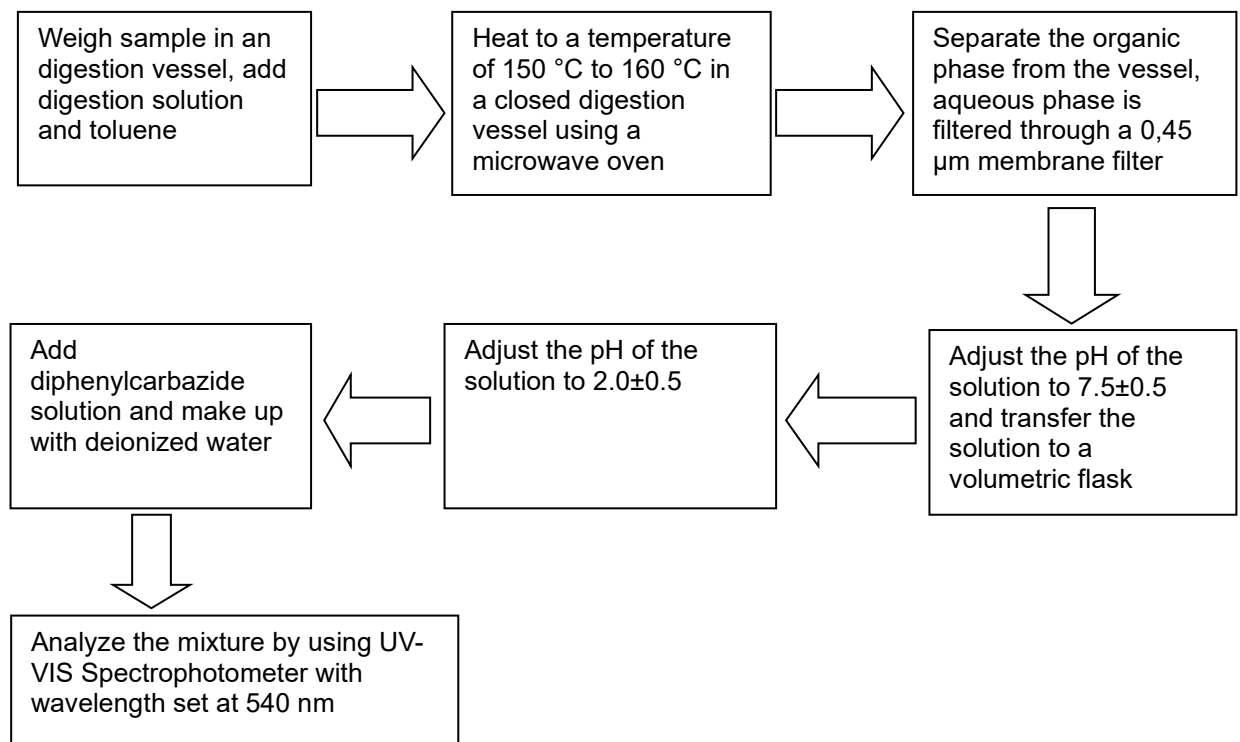 Weigh sample in an
digestion vessel, add
digestion solution
and toluene
Heat to a temperature
of 150 °C to 160 °C in
a closed digestion
vessel using a
microwave oven
Separate the organic
phase from the vessel,
aqueous phase is
filtered through a 0,45
µm membrane filter
Adjust the pH of the
solution to 7.5±0.5
and transfer the
solution to a
volumetric flask
Adjust the pH of the
solution to 2.0±0.5
Add
diphenylcarbazide
solution and make up
with deionized water
Analyze the mixture by using UV-
VIS Spectrophotometer with
wavelength set at 540 nm